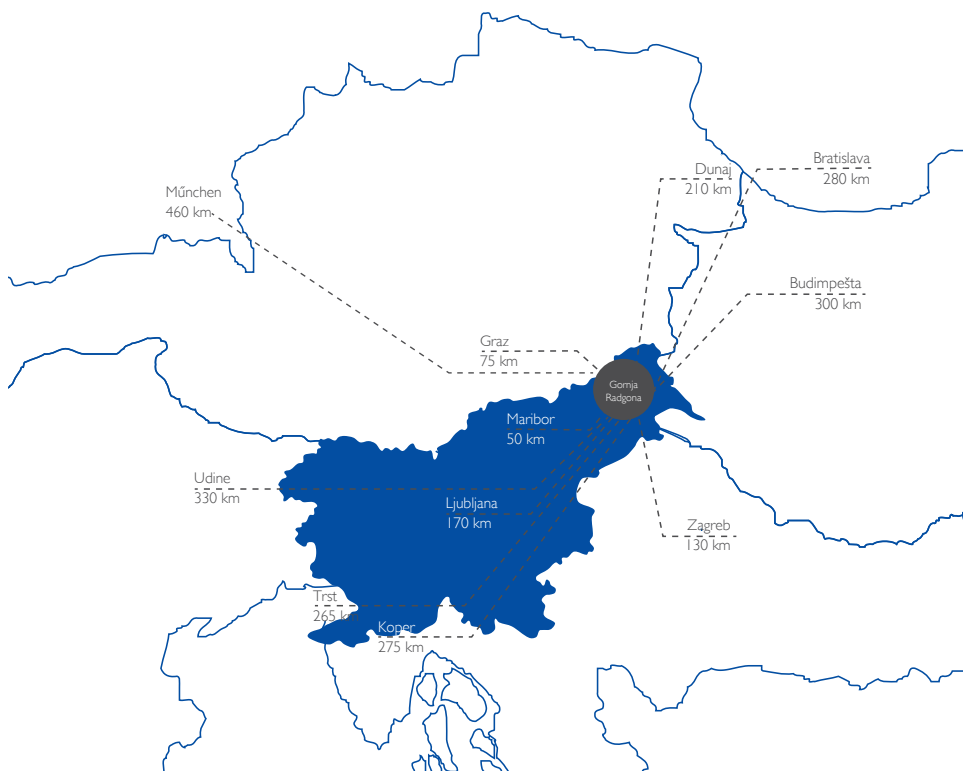 Dunaj
210 km
Bratislava
280 km
Műnchen
460 km
Budimpešta
300 km
Graz
75 km
Gornja
Radgona
Maribor
50 km
Udine
330 km
Ljubljana
170 km
Zagreb
130 km
Trst
265 km
Koper
275 km